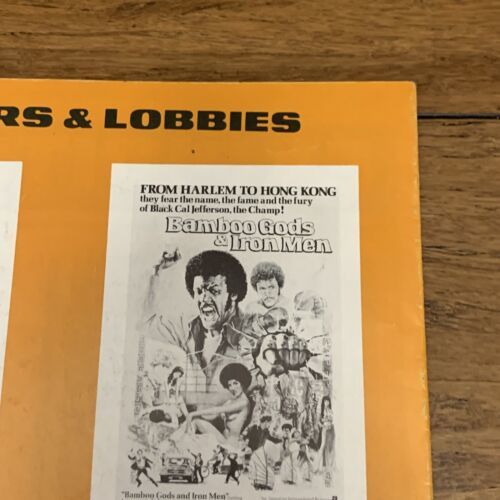 RS & LOBBIES
FROM HARLEM TO HONG KONG
they fear the name, the fame and the fury
of Black Cal Jefferson, the Champ!
Bamboo Gods
& Iron Men
"Bamboo Gods and Iron Men"